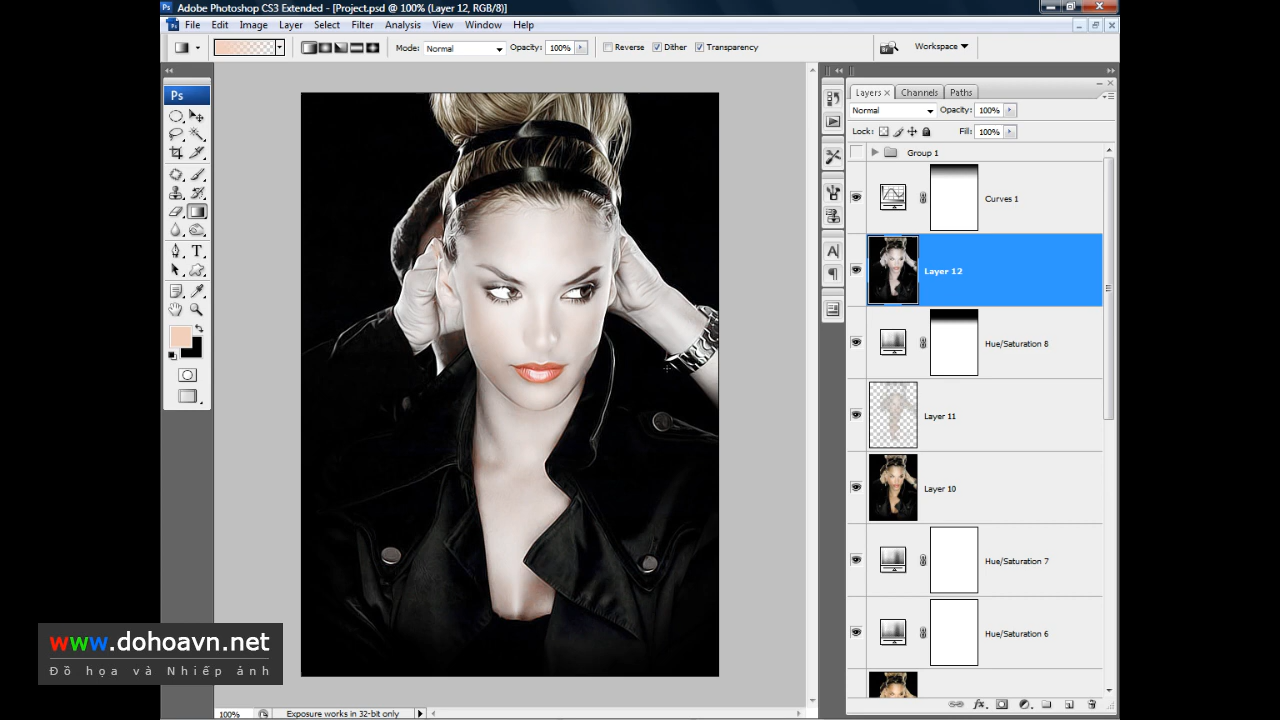 Adobe Photoshop CS3 Extended - [Project.psd @ 100% (Layer 12, RGB/8)]
File Edit Image Layer Select Filter Analysis View Window Help
Mode: Normal Opacity: 100% Reverse Dither Transparency Workspace
Ps
Layers Channels Paths
Normal Opacity: 100%
Lock: Fill: 100%
Group 1
Curves 1
Layer 12
Hue/Saturation 8
Layer 11
Layer 10
Hue/Saturation 7
Hue/Saturation 6
www.dohoavn.net
Đồ họa và Nhiếp ảnh
100% Exposure works in 32-bit only